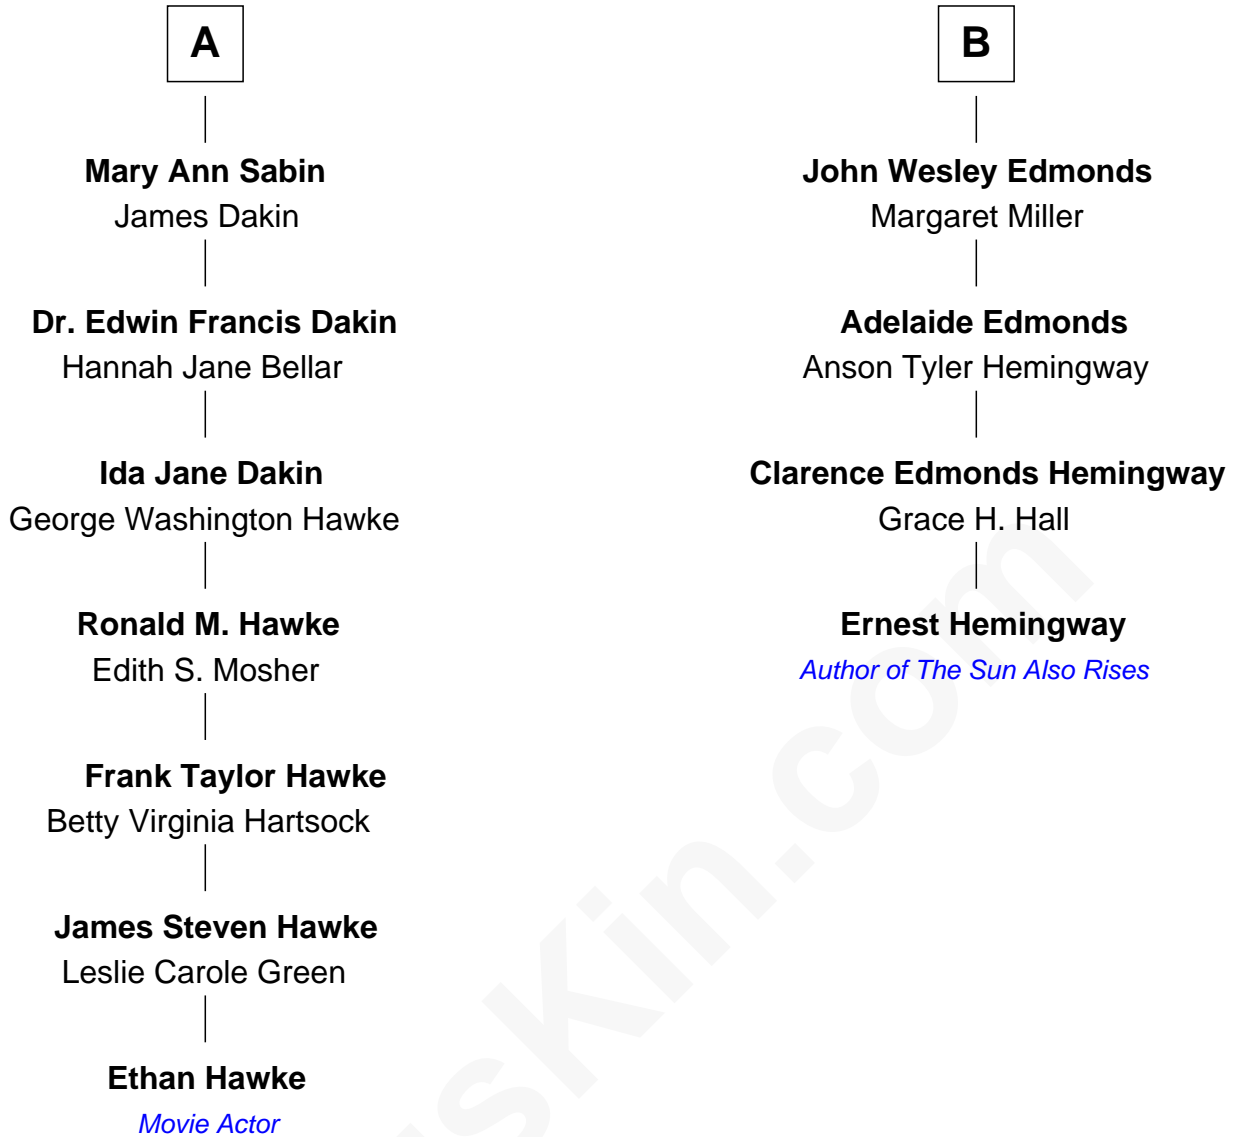 A
Mary Ann Sabin
James Dakin
Dr. Edwin Francis Dakin
Hannah Jane Bellar
Ida Jane Dakin
George Washington Hawke
Ronald M. Hawke
Edith S. Mosher
Frank Taylor Hawke
Betty Virginia Hartsock
James Steven Hawke
Leslie Carole Green
Ethan Hawke
Movie Actor
B
John Wesley Edmonds
Margaret Miller
Adelaide Edmonds
Anson Tyler Hemingway
Clarence Edmonds Hemingway
Grace H. Hall
Ernest Hemingway
Author of The Sun Also Rises
sKin.com